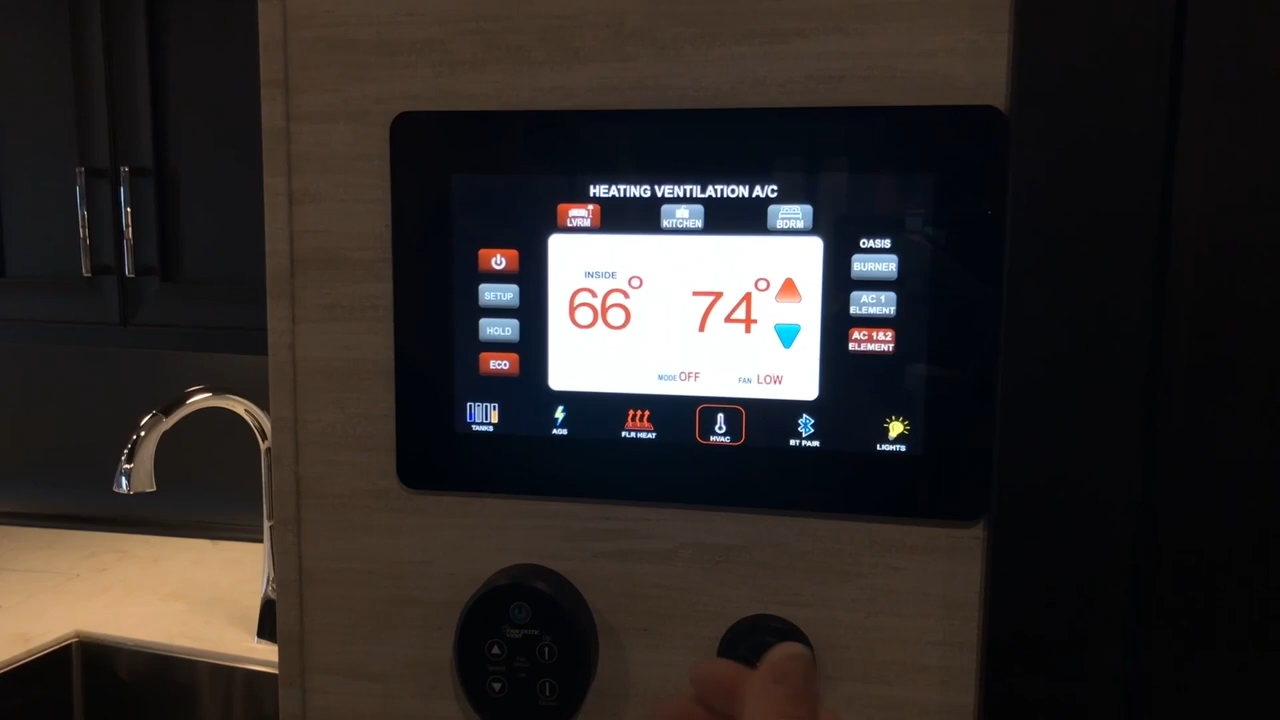 HEATING VENTILATION A/C
LVRM
KITCHEN
BDRM
OASIS
SETUP
HOLD
ECO
INSIDE
66°
74°
MODE OFF
FAN LOW
BURNER
AC 1
ELEMENT
AC 1&2
ELEMENT
TANKS
AGS
FLR HEAT
HVAC
BT PAIR
LIGHTS